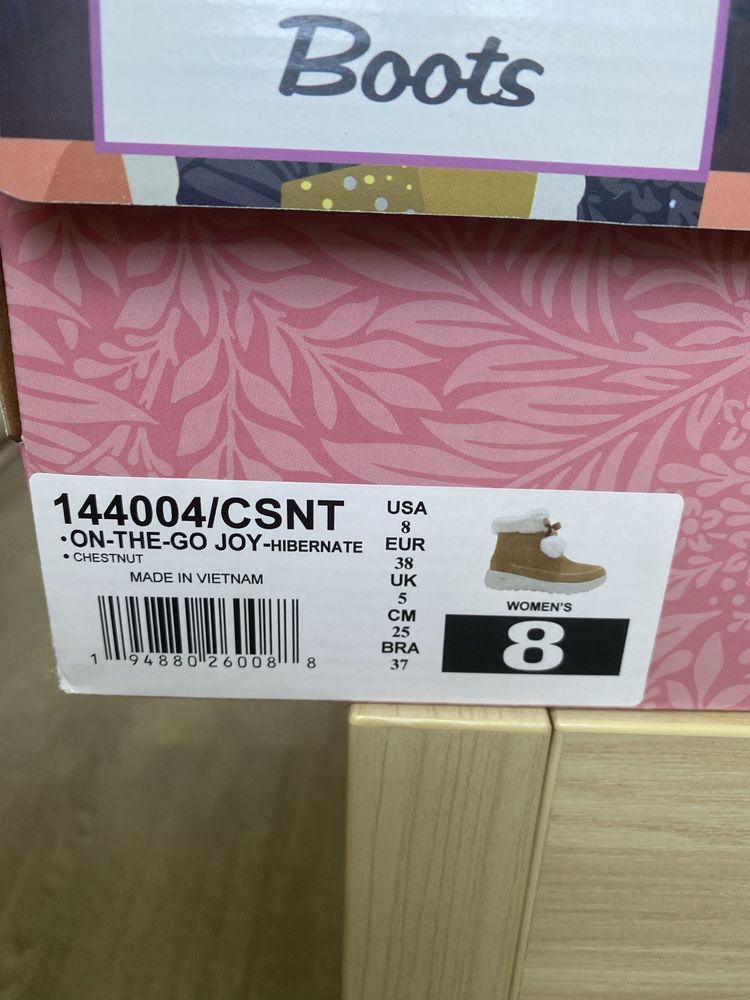 Boots
144004/CSNT
•ON-THE-GO JOY-HIBERNATE
• CHESTNUT
MADE IN VIETNAM
1 94880 26008 8
USA
8
EUR
38
UK
5
CM
25
BRA
37
WOMEN'S
8